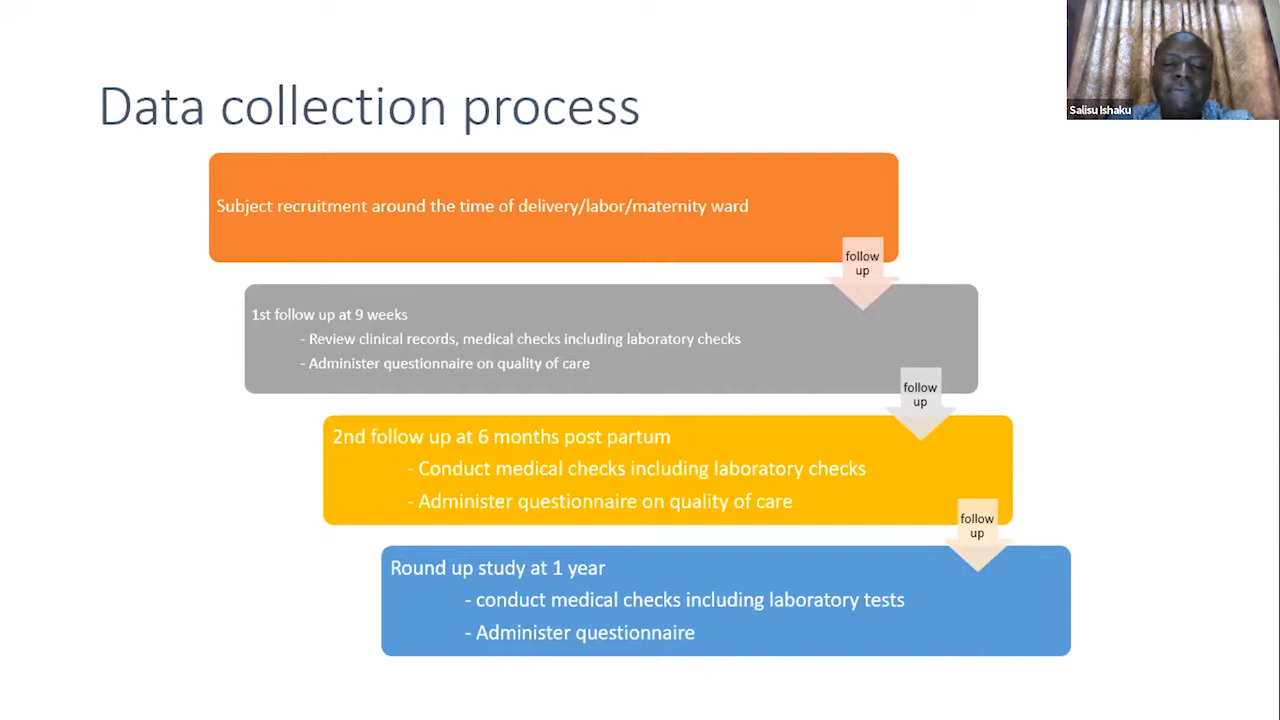 Data collection process
Salisu Ishaku
Subject recruitment around the time of delivery/labor/maternity ward
follow
up
1st follow up at 9 weeks
- Review clinical records, medical checks including laboratory checks
- Administer questionnaire on quality of care
follow
up
2nd follow up at 6 months post partum
- Conduct medical checks including laboratory checks
- Administer questionnaire on quality of care
follow
up
Round up study at 1 year
- conduct medical checks including laboratory tests
- Administer questionnaire